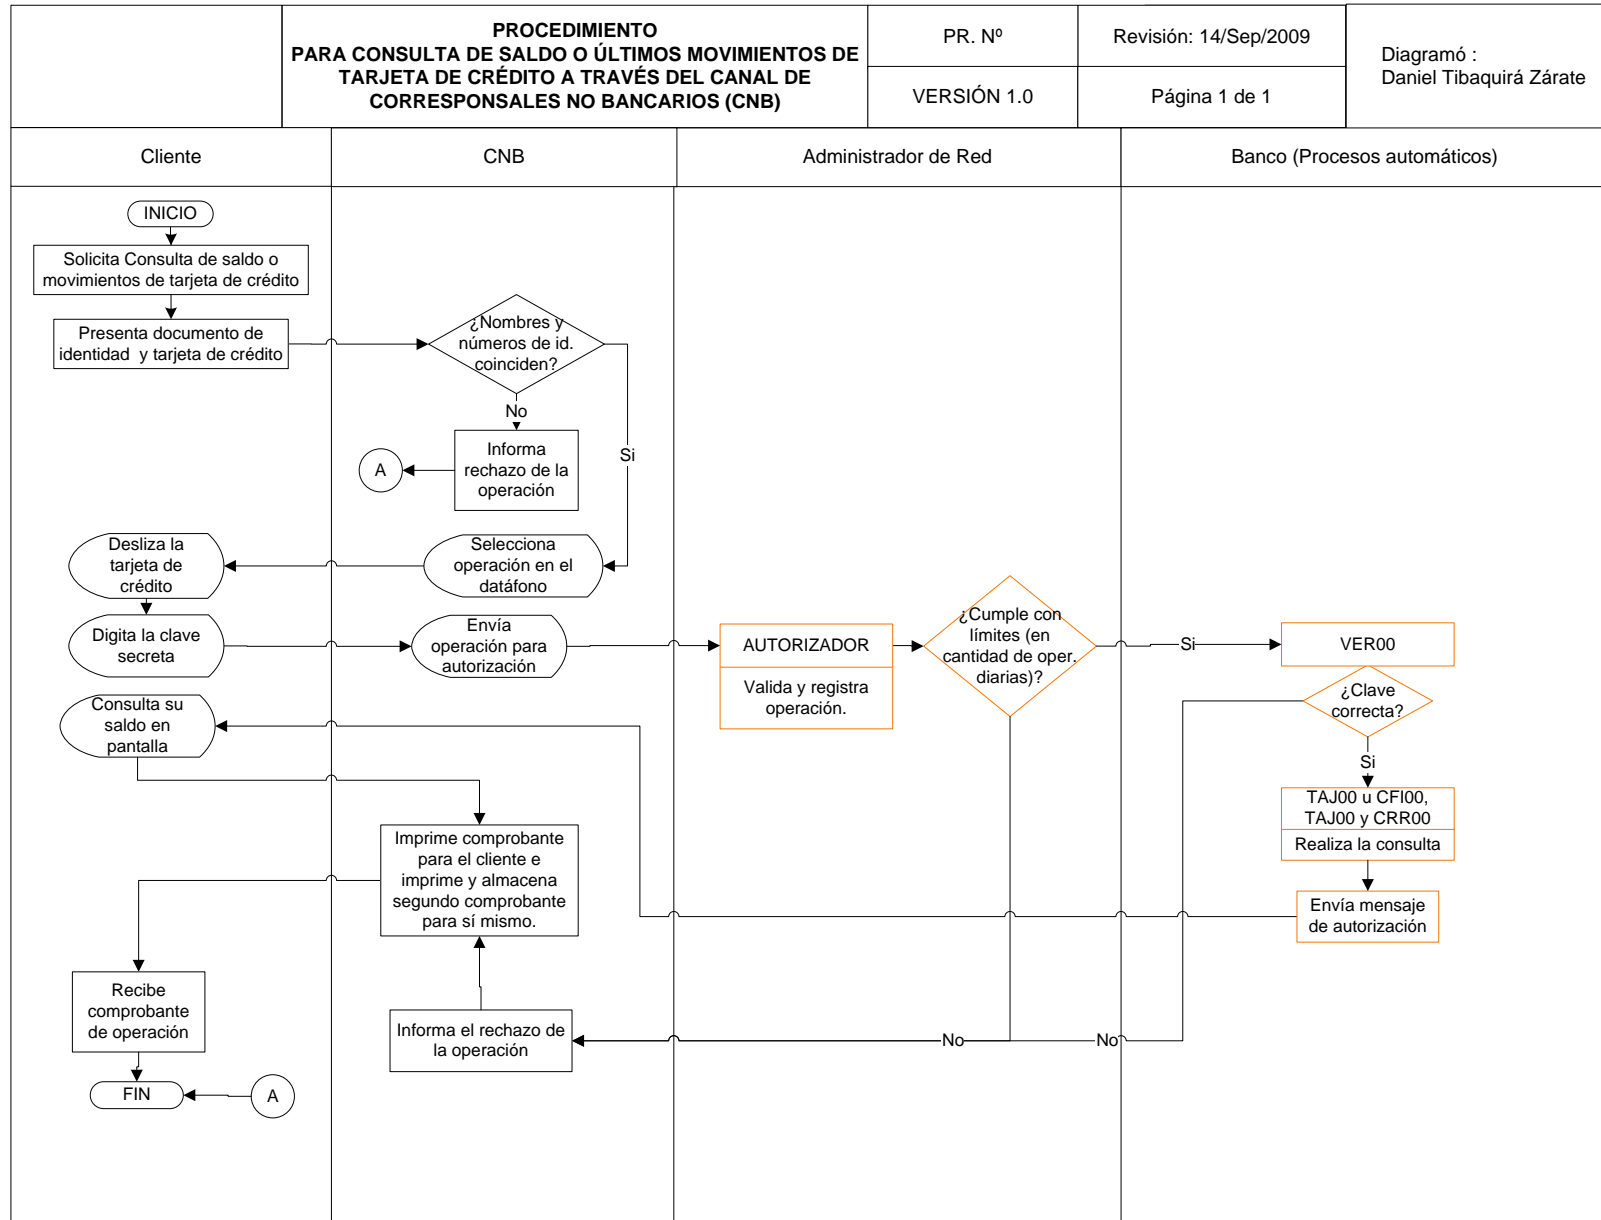 PROCEDIMIENTO
PARA CONSULTA DE SALDO O ÚLTIMOS MOVIMIENTOS DE
TARJETA DE CRÉDITO A TRAVÉS DEL CANAL DE
CORRESPONSALES NO BANCARIOS (CNB)
PR. Nº
Revisión: 14/Sep/2009
VERSIÓN 1.0
Página 1 de 1
Diagramó :
Daniel Tibaquirá Zárate
Cliente
CNB
Administrador de Red
Banco (Procesos automáticos)
INICIO
Solicita Consulta de saldo o
movimientos de tarjeta de crédito
Presenta documento de
identidad y tarjeta de crédito
¿Nombres y
números de id.
coinciden?
No
Si
Informa
rechazo de la
operación
A
Selecciona
operación en el
datáfono
Desliza la
tarjeta de
crédito
Digita la clave
secreta
Envía
operación para
autorización
AUTORIZADOR
Valida y registra
operación.
¿Cumple con
límites (en
cantidad de oper.
diarias)?
Si
VER00
¿Clave
correcta?
Si
TAJ00 u CFI00,
TAJ00 y CRR00
Realiza la consulta
Envía mensaje
de autorización
Consulta su
saldo en
pantalla
Imprime comprobante
para el cliente e
imprime y almacena
segundo comprobante
para sí mismo.
Recibe
comprobante
de operación
Informa el rechazo de
la operación
No
No
FIN
A